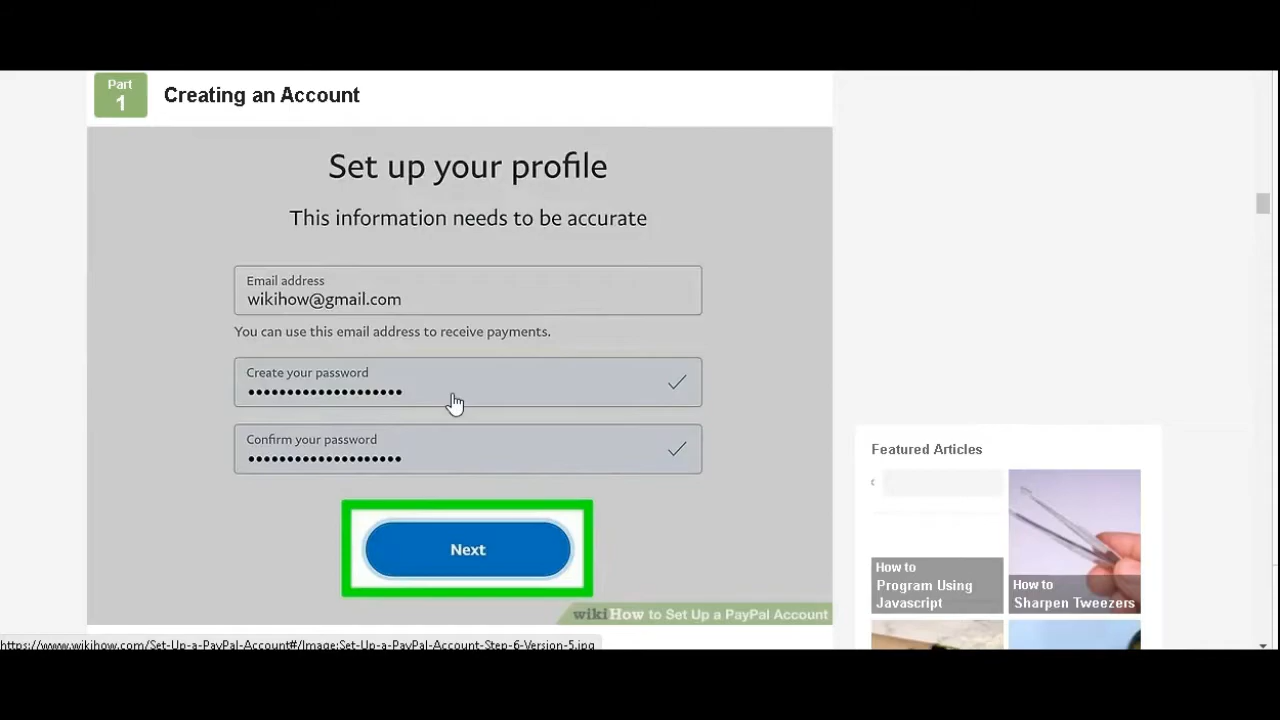 Part
1
Creating an Account
Set up your profile
This information needs to be accurate
Email address
wikihow@gmail.com
You can use this email address to receive payments.
Create your password
••••••••••••••••••••
Confirm your password
••••••••••••••••••••
Next
wikiHow to Set Up a PayPal Account
https://www.wikihow.com/Set-Up-a-PayPal-Account#/Image:Set-Up-a-PayPal-Account-Step-6-Version-5.jpg
Featured Articles
How to
Program Using
Javascript
How to
Sharpen Tweezers